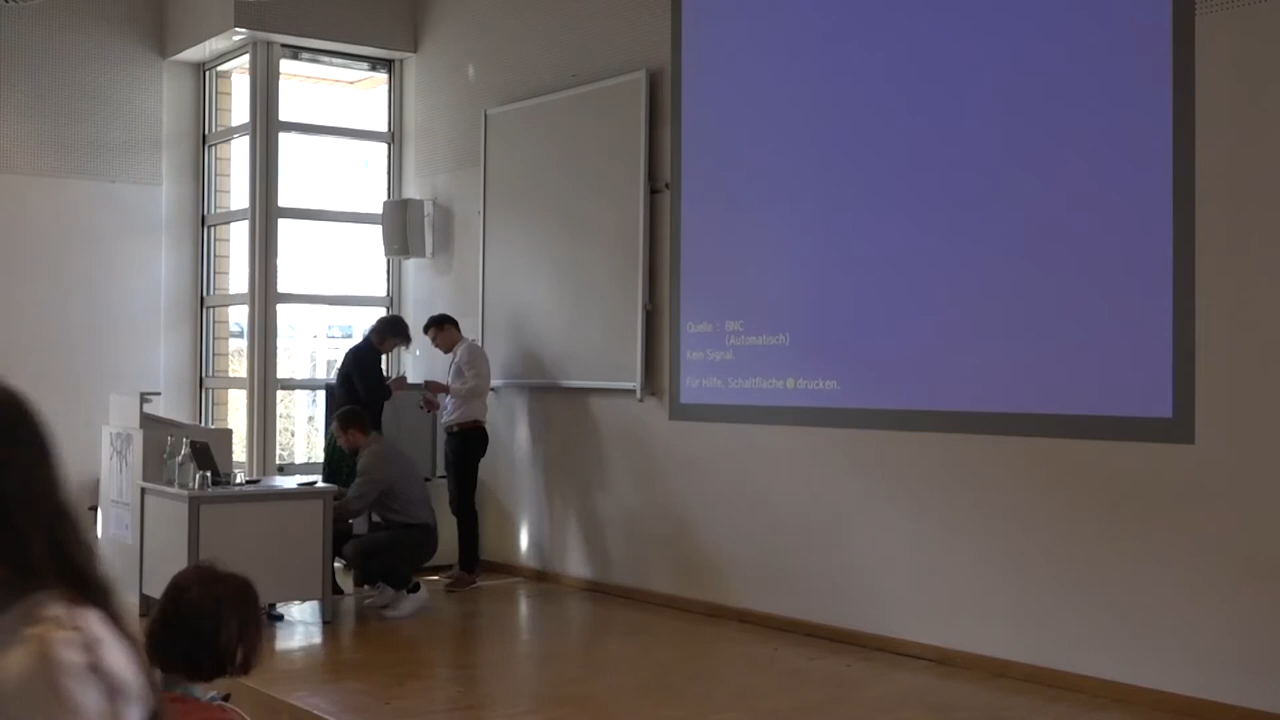 Quelle : BNC
(Automatisch)
Kein Signal.
Für Hilfe, Schaltfläche drücken.